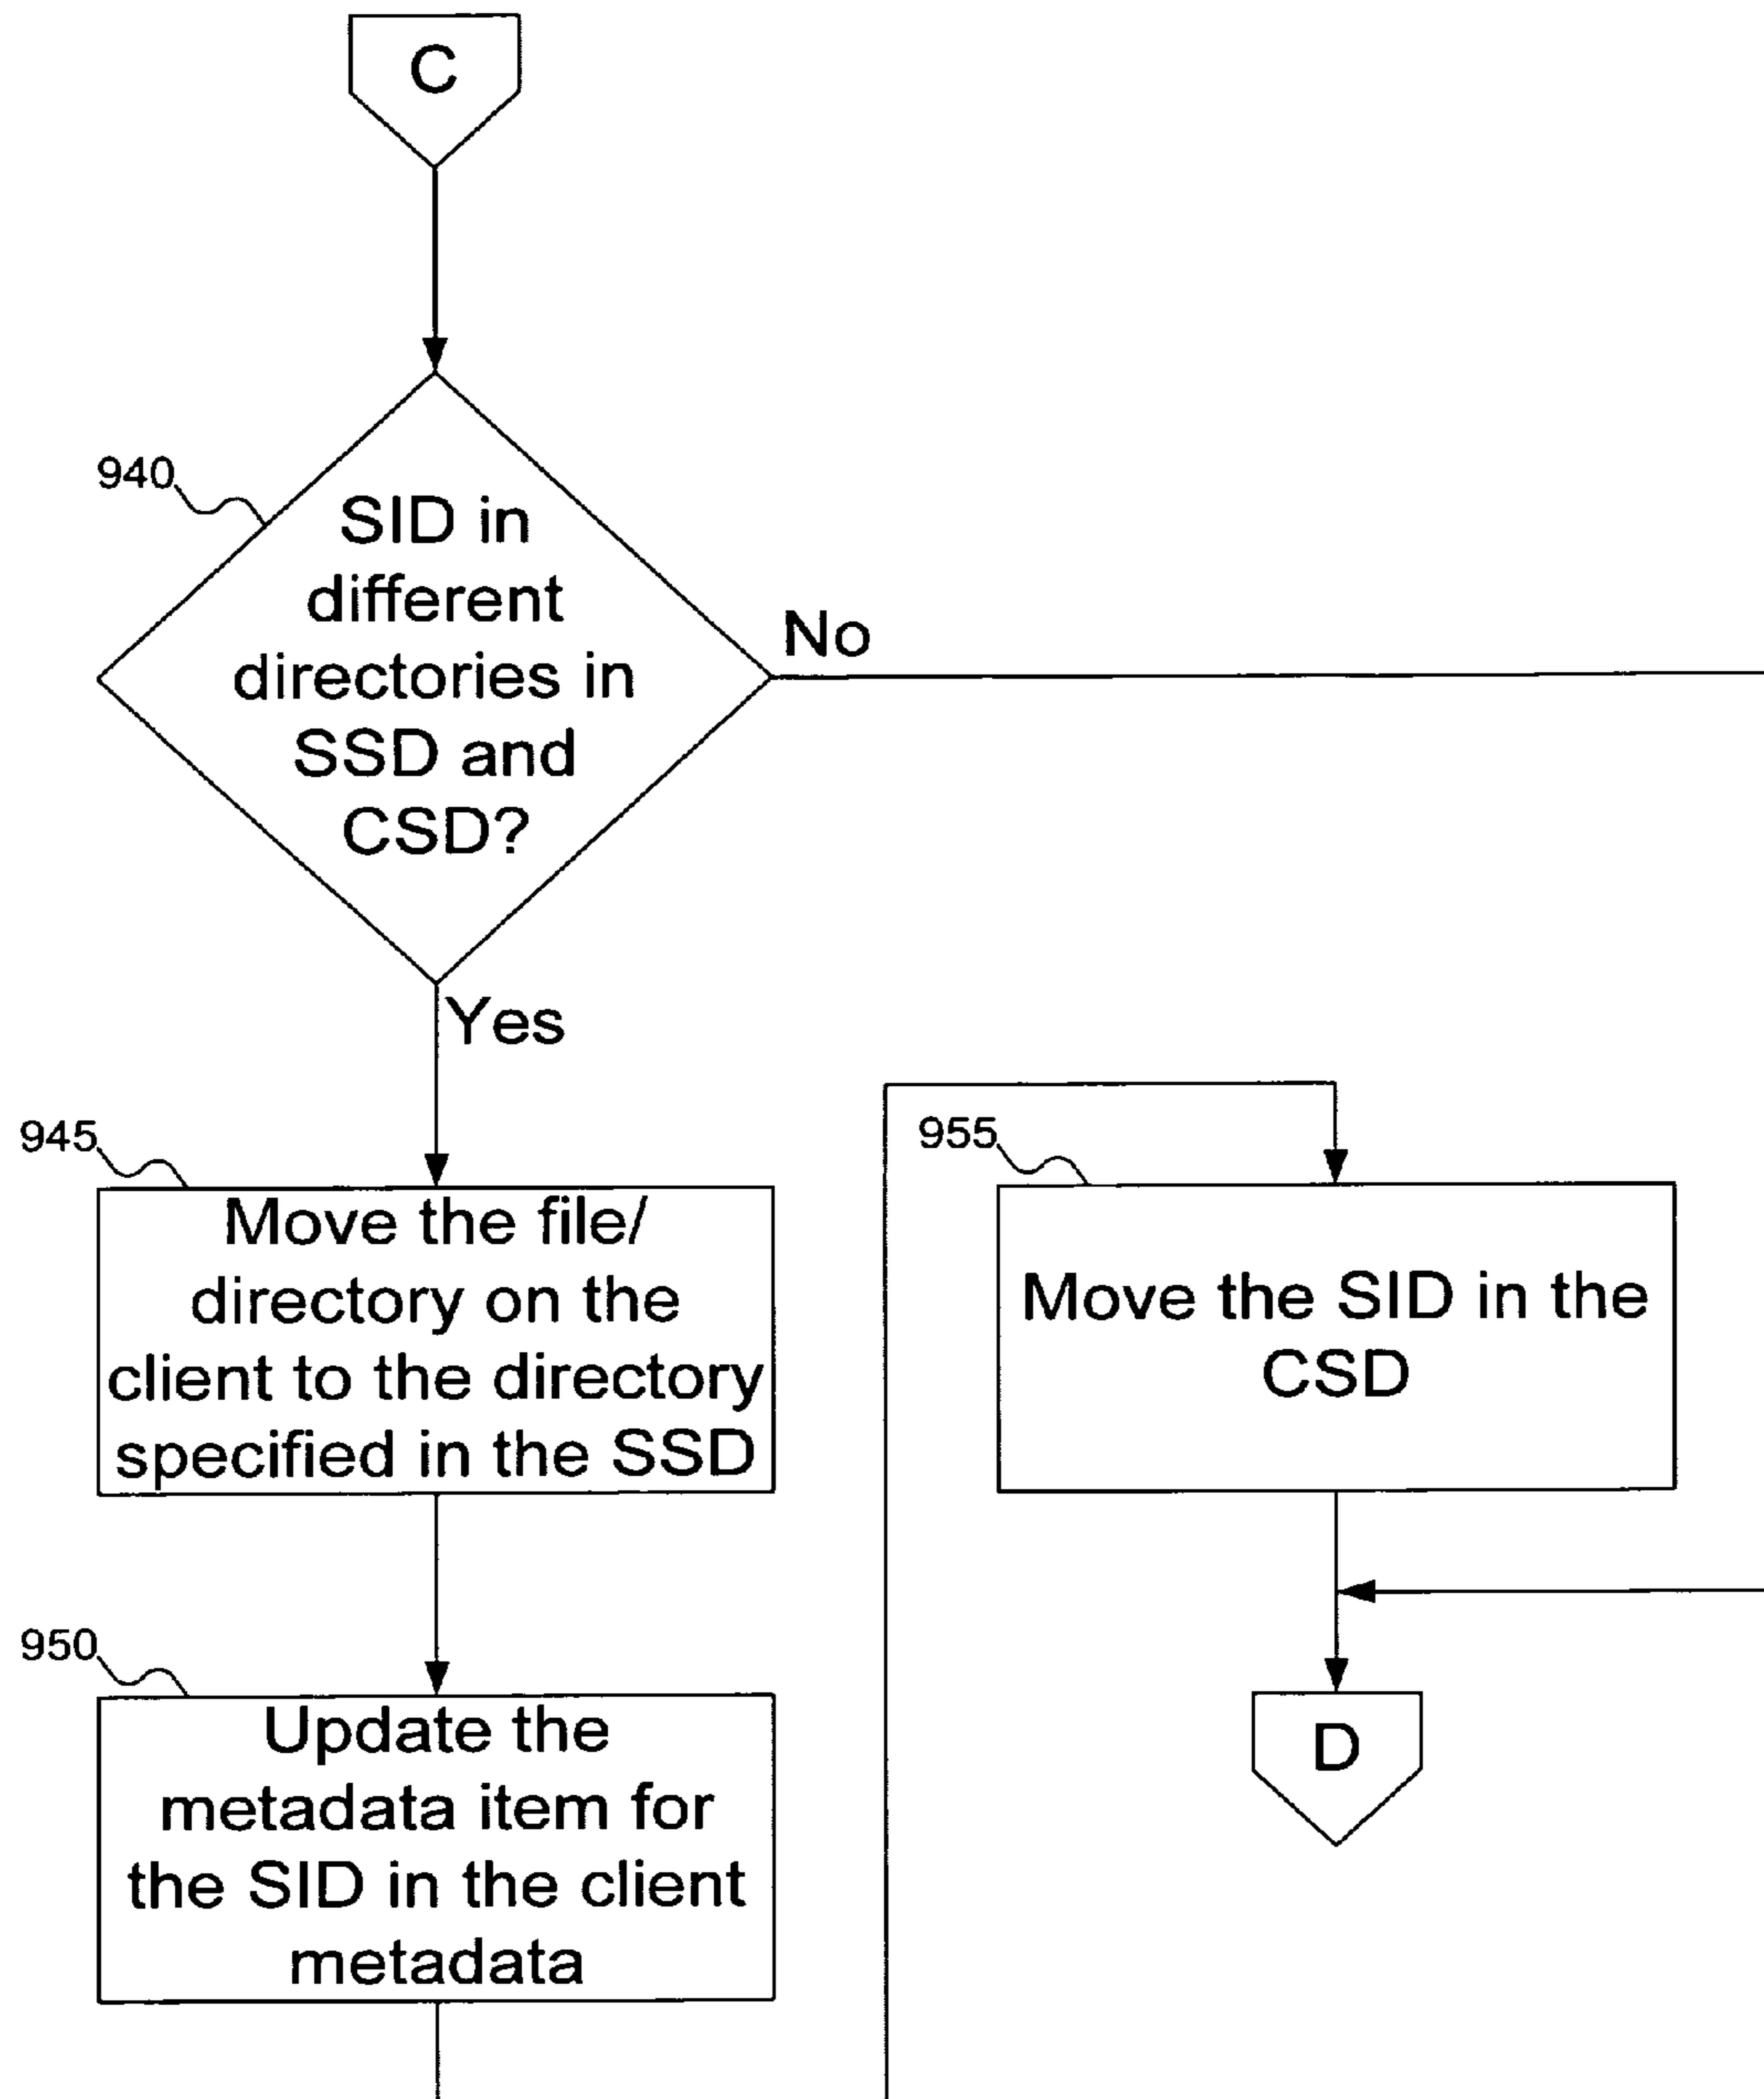 C
940
SID in
different
directories in
SSD and
CSD?
No
Yes
945
Move the file/
directory on the
client to the directory
specified in the SSD
950
Update the
metadata item for
the SID in the client
metadata
955
Move the SID in the
CSD
D